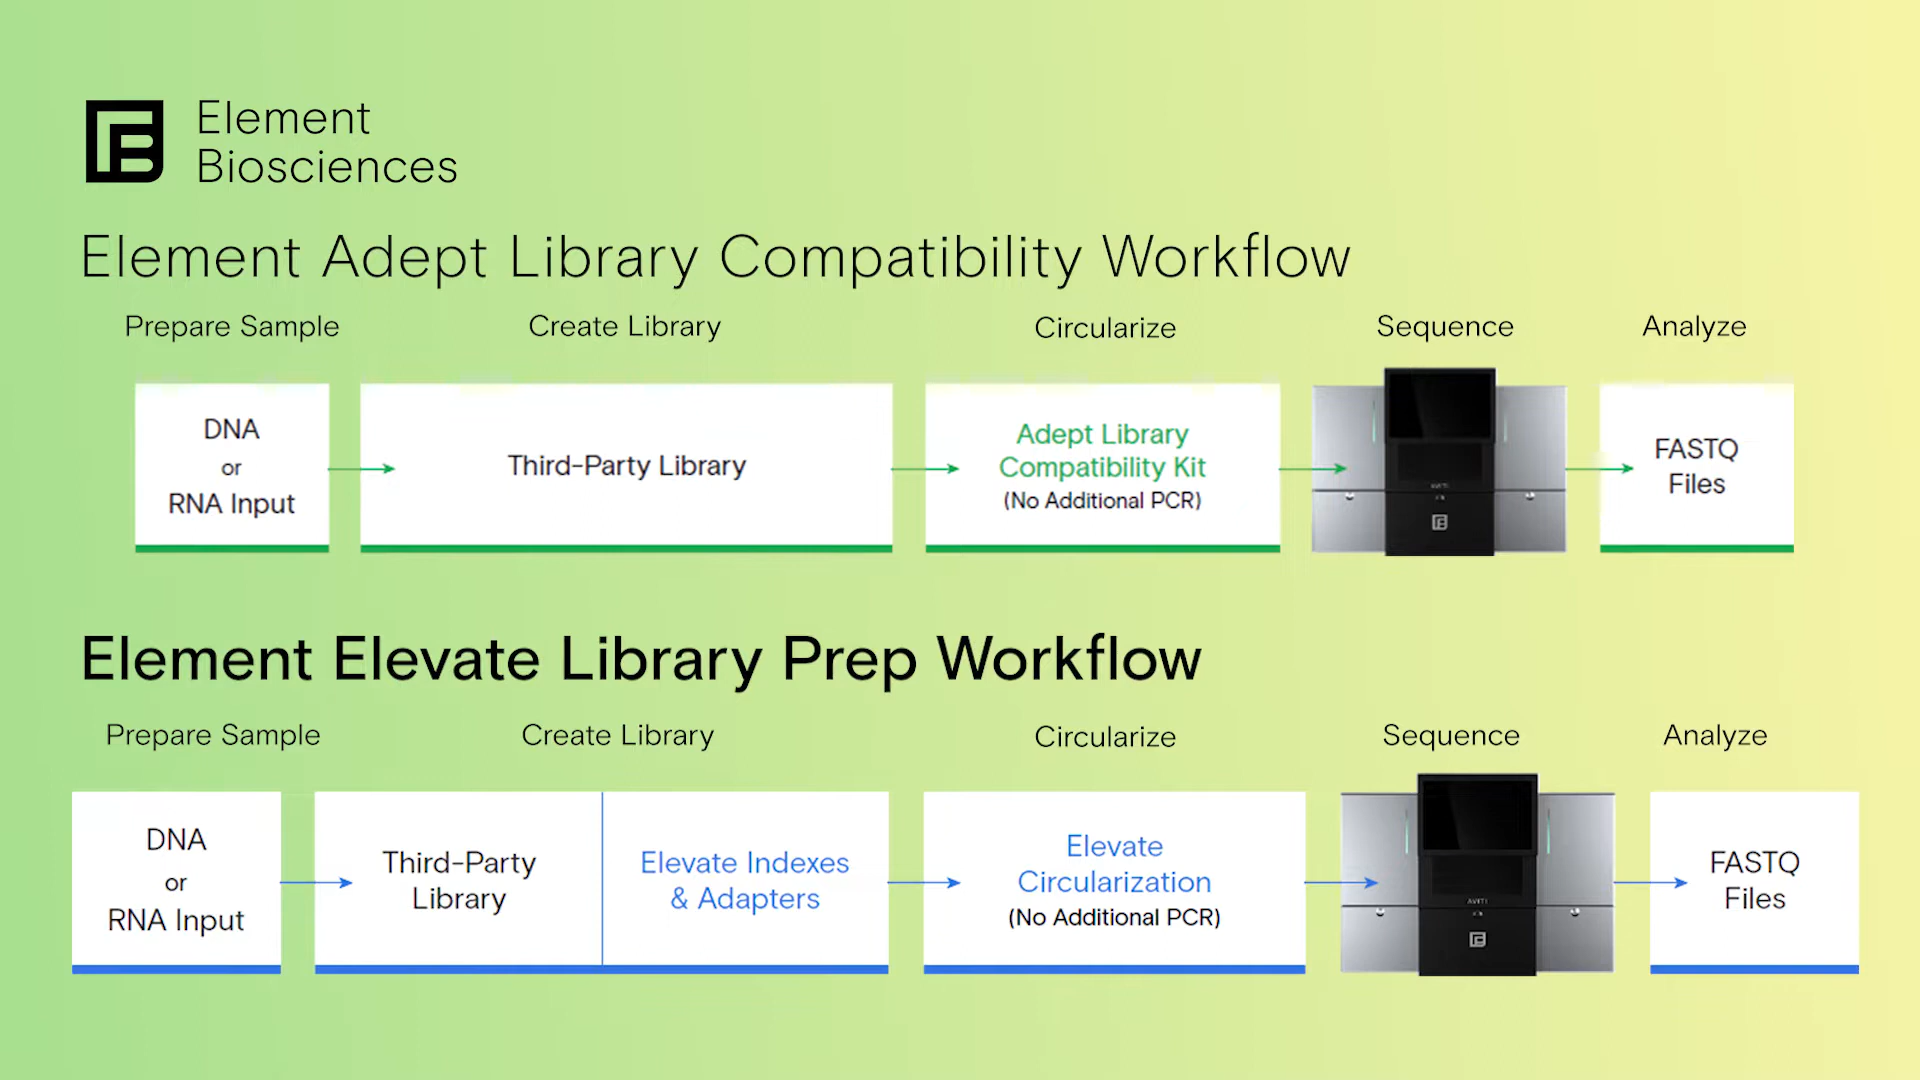 Element
Biosciences
Element Adept Library Compatibility Workflow
Prepare Sample
Create Library
Circularize
Sequence
Analyze
DNA
or
RNA Input
Third-Party Library
Adept Library
Compatibility Kit
(No Additional PCR)
AVITI
FASTQ
Files
Element Elevate Library Prep Workflow
Prepare Sample
Create Library
Circularize
Sequence
Analyze
DNA
or
RNA Input
Third-Party
Library
Elevate Indexes
& Adapters
Elevate
Circularization
(No Additional PCR)
AVITI
FASTQ
Files